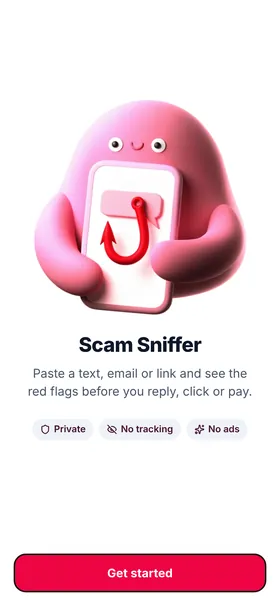 Scam Sniffer
Paste a text, email or link and see the
red flags before you reply, click or pay.
Private
No tracking
No ads
Get started